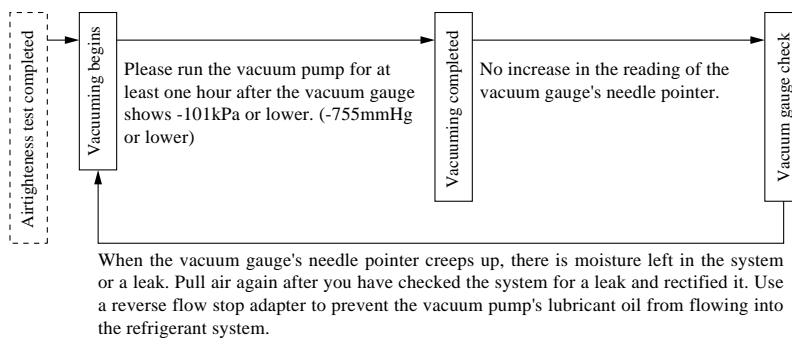 Airtighteness test completed
Vacuuming begins
Please run the vacuum pump for at
least one hour after the vacuum gauge
shows -101kPa or lower. (-755mmHg
or lower)
Vacuuming completed
No increase in the reading of the
vacuum gauge's needle pointer.
Vacuum gauge check
When the vacuum gauge's needle pointer creeps up, there is moisture left in the system
or a leak. Pull air again after you have checked the system for a leak and rectified it. Use
a reverse flow stop adapter to prevent the vacuum pump's lubricant oil from flowing into
the refrigerant system.